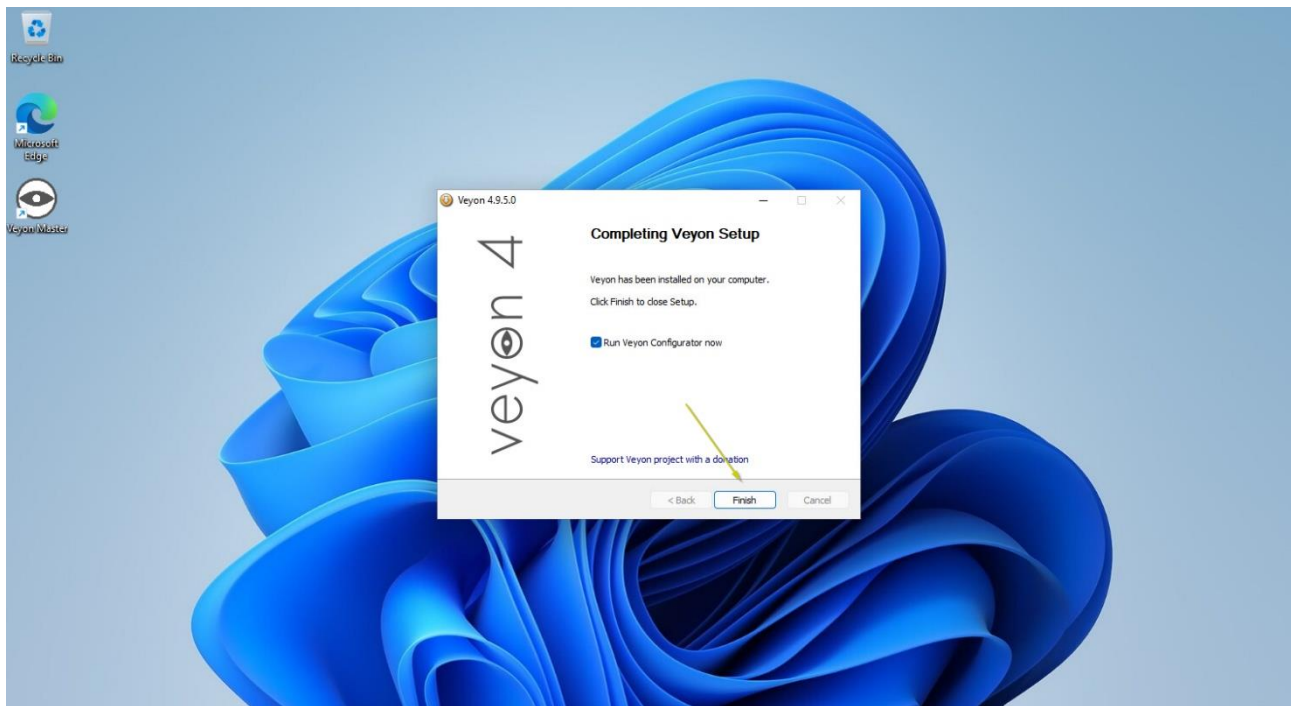 Recycle Bin
Microsoft
Edge
Veyon Master
Veyon 4.9.5.0
veyon 4
Completing Veyon Setup
Veyon has been installed on your computer.
Click Finish to close Setup.
Run Veyon Configurator now
Support Veyon project with a donation
< Back
Finish
Cancel